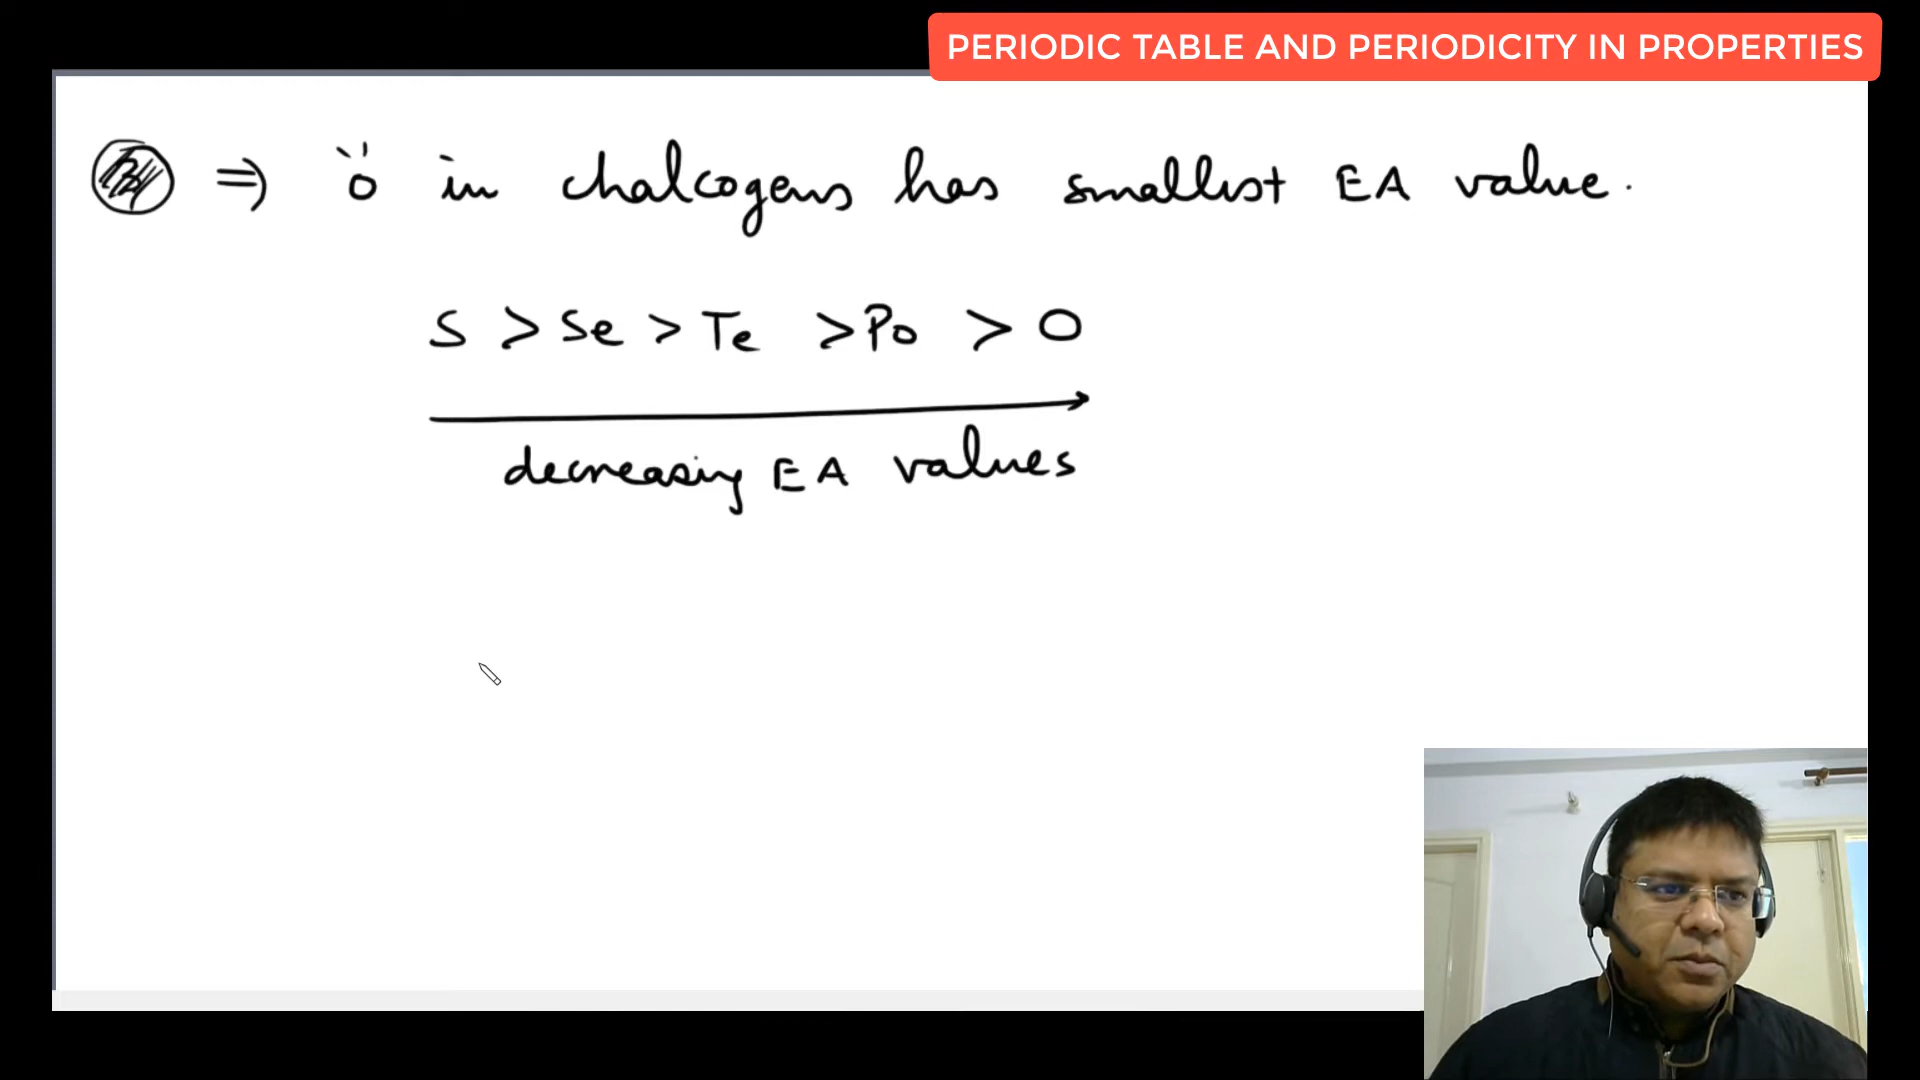 PERIODIC TABLE AND PERIODICITY IN PROPERTIES
⇒ "O" in chalcogens has smallest EA value.
S > Se > Te > Po > O
decreasing EA values